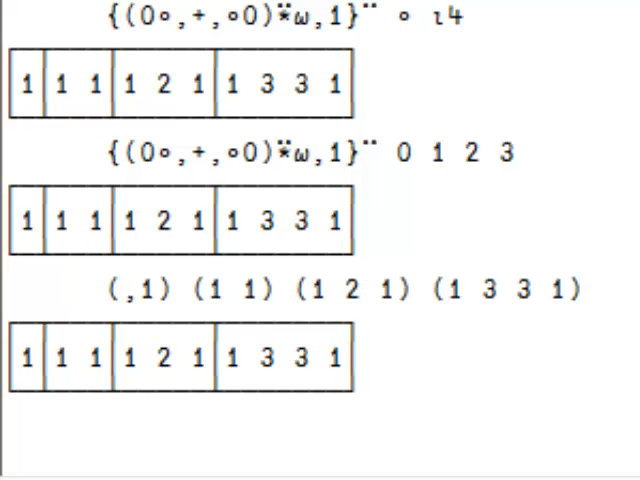 {(0∘,+,∘0)⍣⍵,1}¨ ∘ ⍳4
1 1 1 1 2 1 1 3 3 1
{(0∘,+,∘0)⍣⍵,1}¨ 0 1 2 3
1 1 1 1 2 1 1 3 3 1
(,1) (1 1) (1 2 1) (1 3 3 1)
1 1 1 1 2 1 1 3 3 1